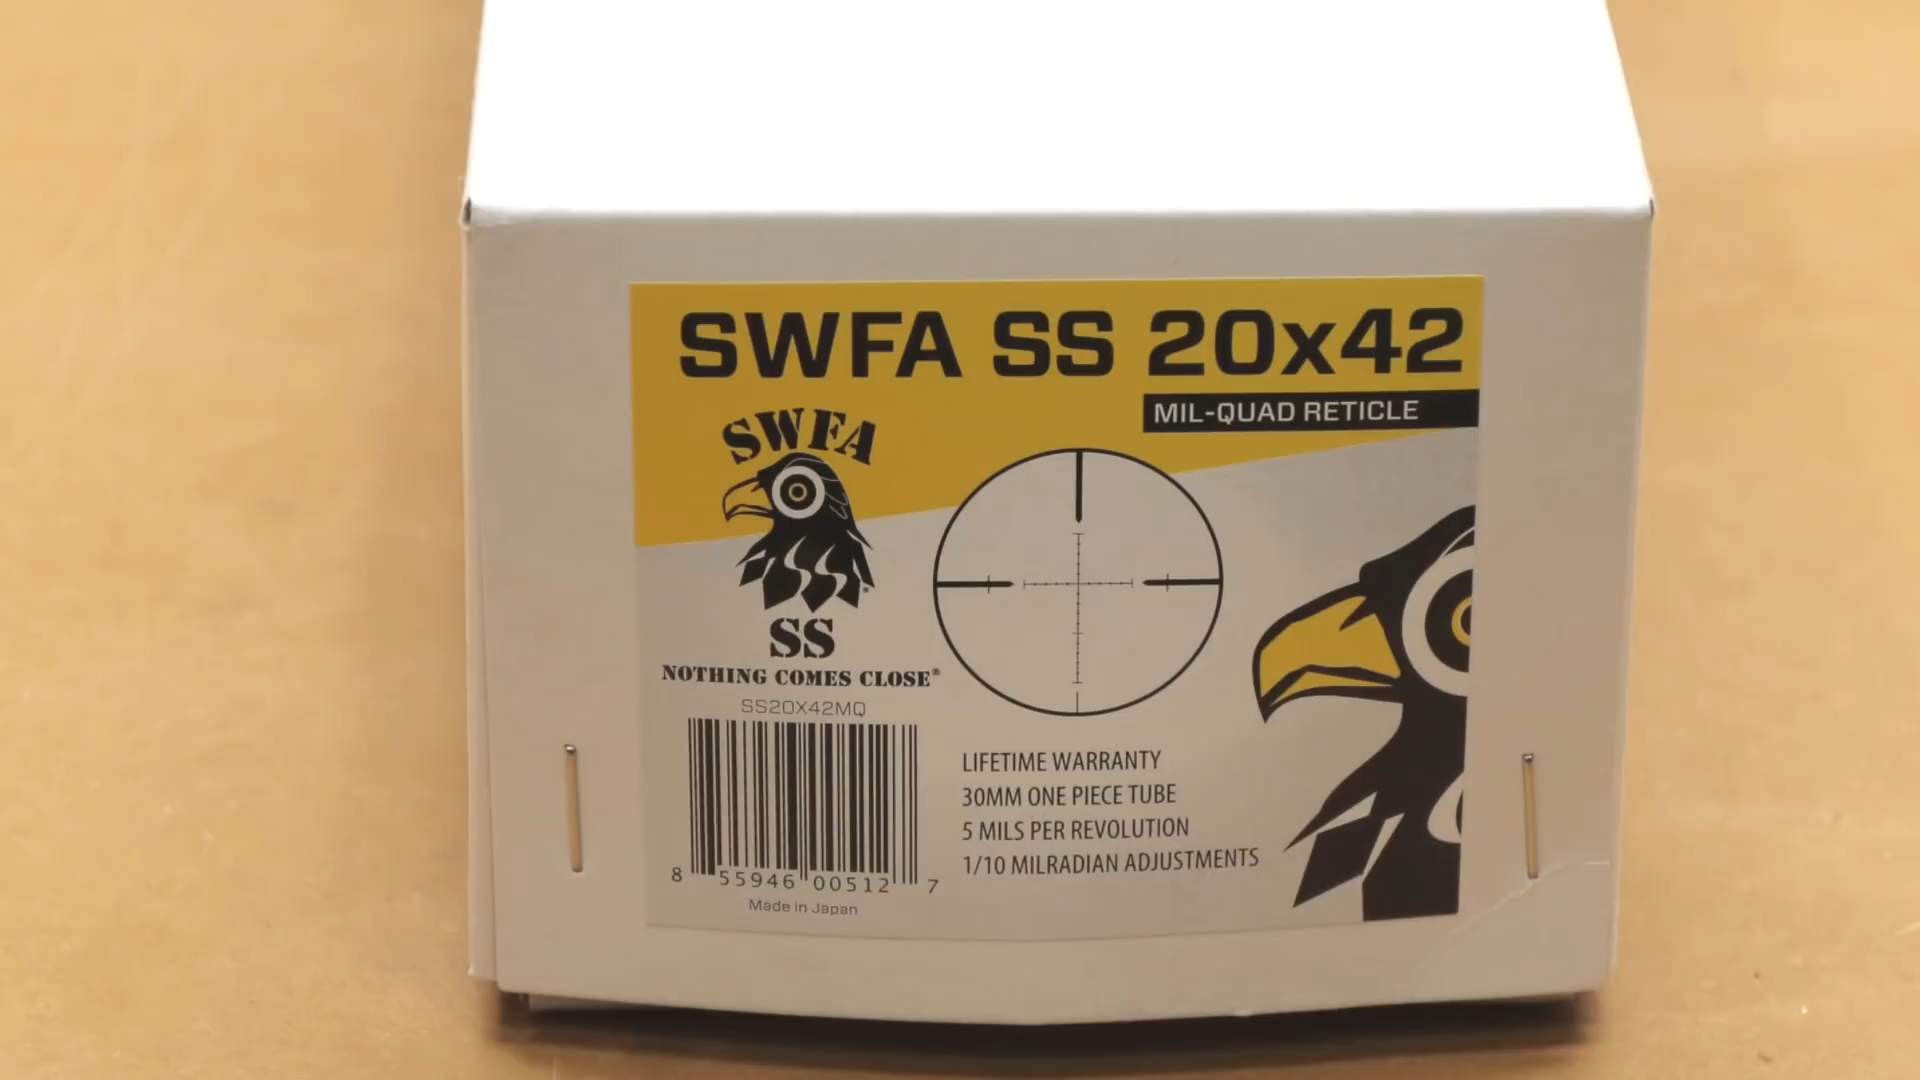 SWFA SS 20x42
MIL-QUAD RETICLE
SWFA
SS
SS
NOTHING COMES CLOSE®
SS20X42MQ
8 55946 00512 7
Made in Japan
LIFETIME WARRANTY
30MM ONE PIECE TUBE
5 MILS PER REVOLUTION
1/10 MILRADIAN ADJUSTMENTS